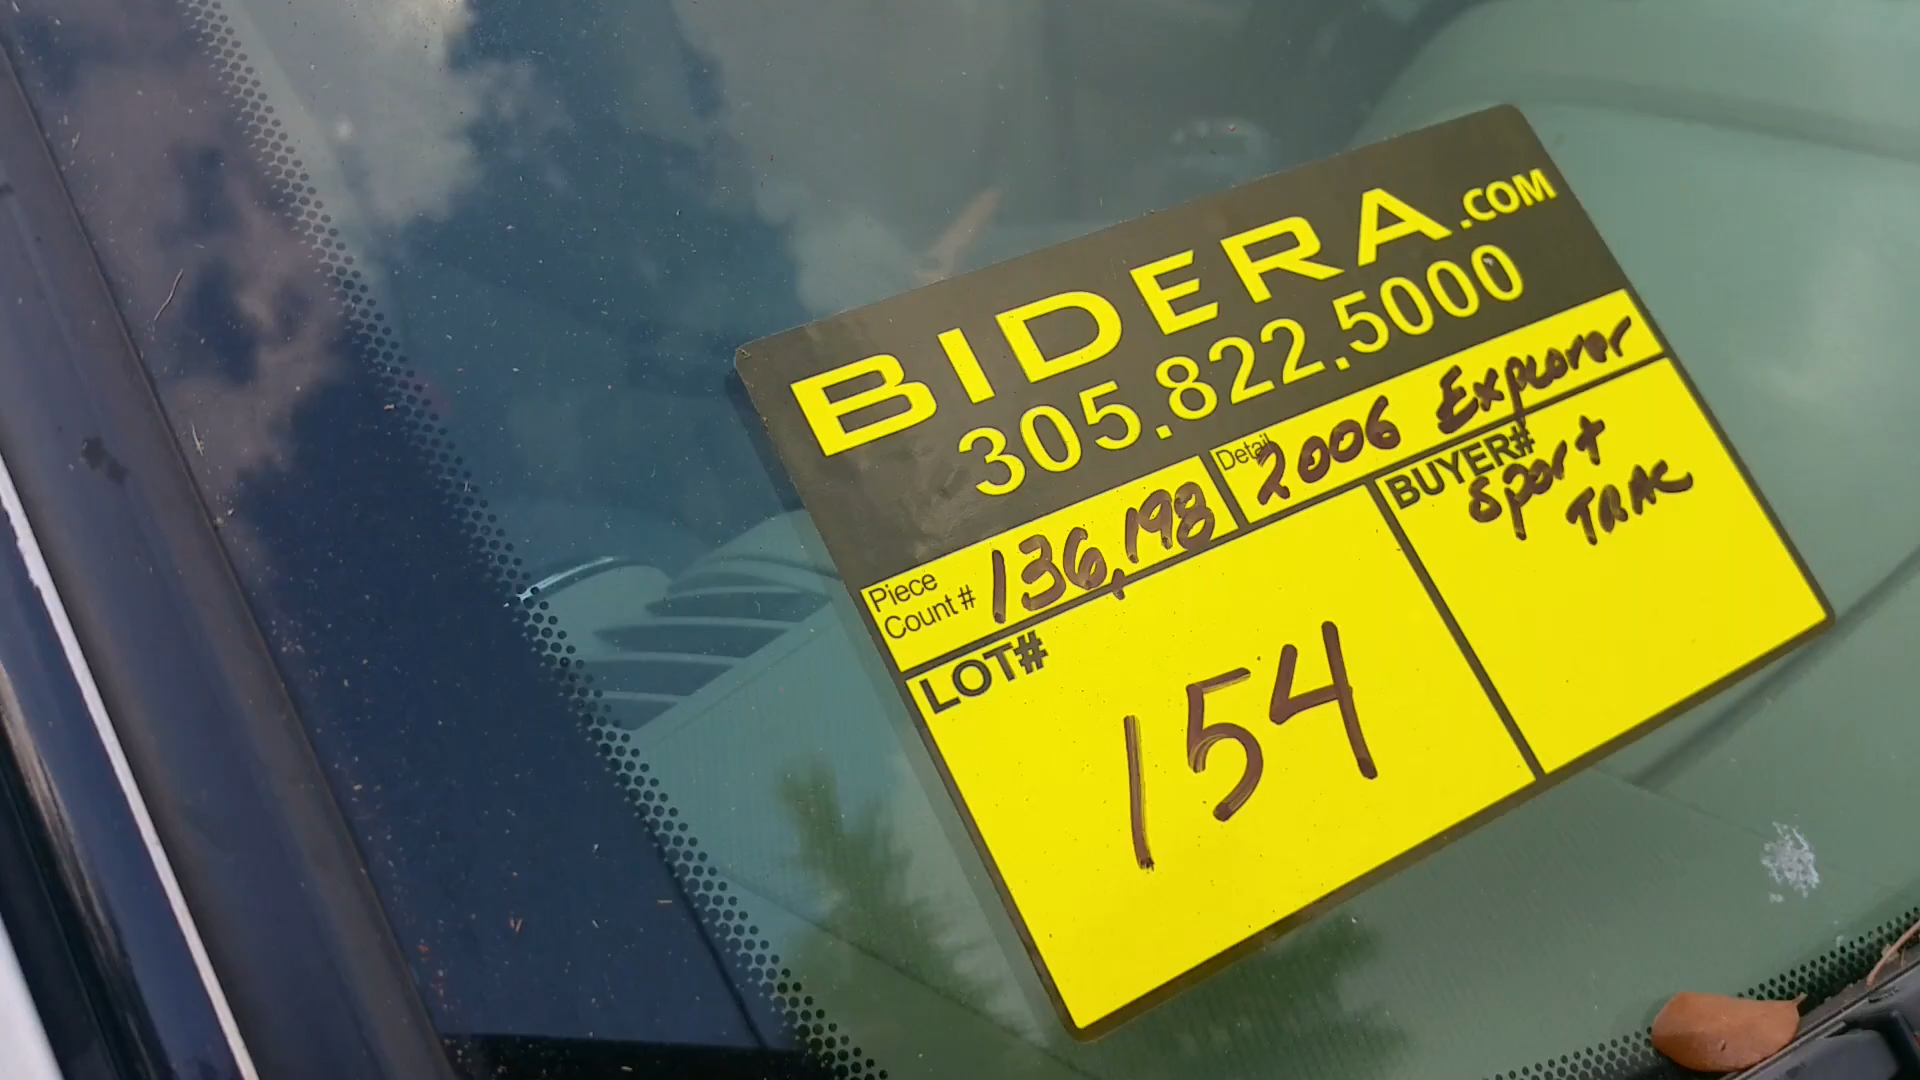 BIDERA.COM
305.822.5000
Piece Count # 136,198
Detail 2006 Explorer
Sport
TRAC
LOT#
154
BUYER#